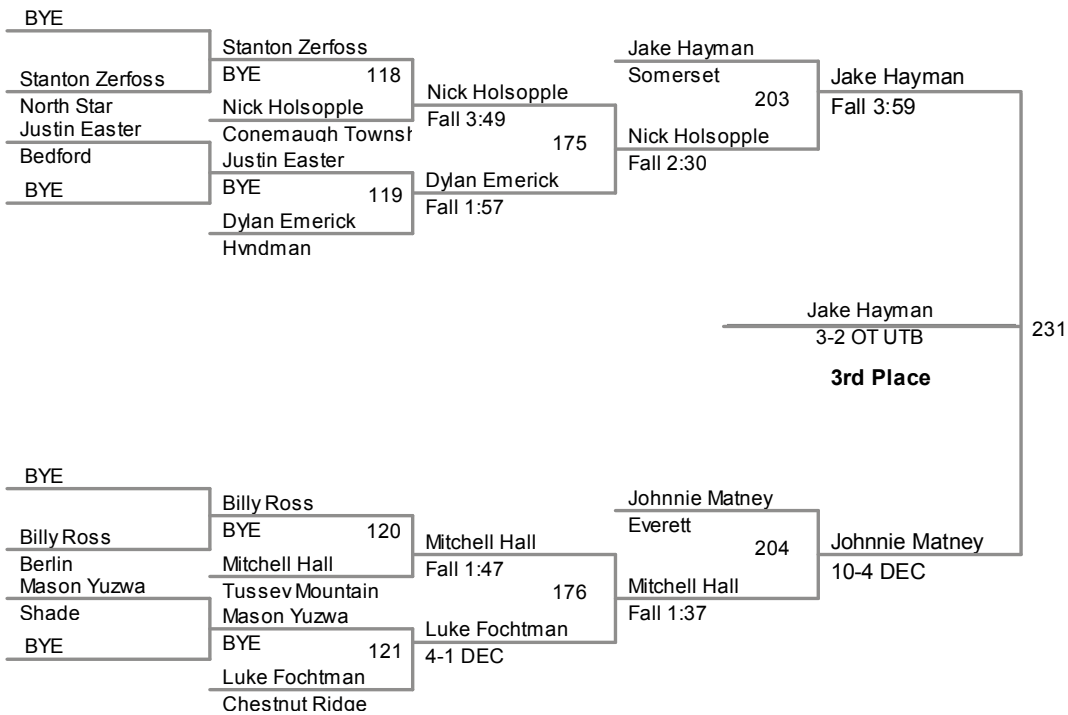 BYE
Stanton Zerfoss
North Star
Justin Easter
Bedford
BYE
Stanton Zerfoss
BYE
118
Nick Holsopple
Conemaugh Townsh
Justin Easter
BYE
119
Dylan Emerick
Hyndman
Nick Holsopple
Fall 3:49
175
Dylan Emerick
Fall 1:57
Jake Hayman
Somerset
203
Nick Holsopple
Fall 2:30
Jake Hayman
Fall 3:59
Jake Hayman
3-2 OT UTB
231
3rd Place
BYE
Billy Ross
Berlin
Mason Yuzwa
Shade
BYE
Billy Ross
BYE
120
Mitchell Hall
Tussey Mountain
Mason Yuzwa
BYE
121
Luke Fochtman
Chestnut Ridge
Mitchell Hall
Fall 1:47
176
Luke Fochtman
4-1 DEC
Johnnie Matney
Everett
204
Mitchell Hall
Fall 1:37
Johnnie Matney
10-4 DEC